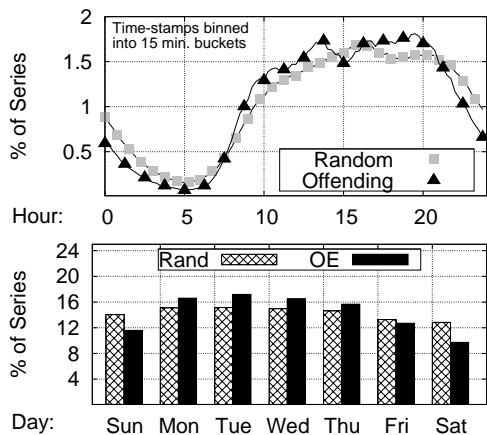 Time-stamps binned
into 15 min. buckets
2
1.5
1
0.5
% of Series
Random
Offending
Hour: 0 5 10 15 20
24
20
16
12
8
4
% of Series
Rand OE
Day: Sun Mon Tue Wed Thu Fri Sat